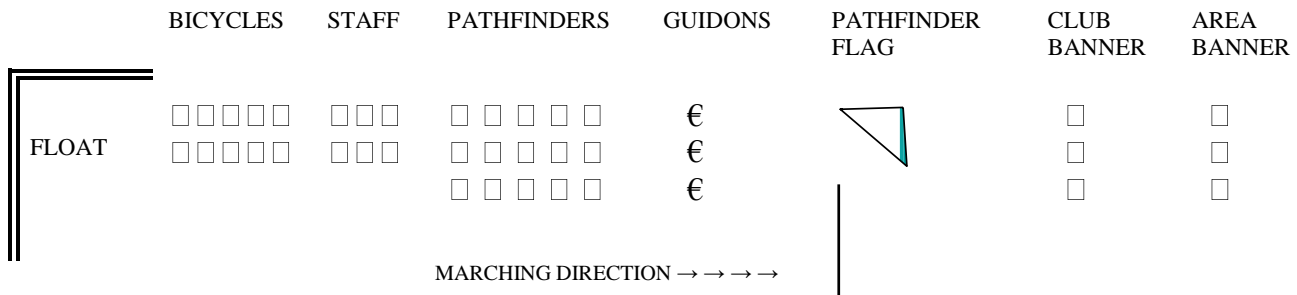 BICYCLES STAFF PATHFINDERS GUIDONS PATHFINDER FLAG CLUB BANNER AREA BANNER
□ □ □ □ □ □ □ □ □ □ □ □ □ € □ □
FLOAT □ □ □ □ □ □ □ □ □ □ □ □ □ € □ □
□ □ □ □ □ € □ □
MARCHING DIRECTION → → → →